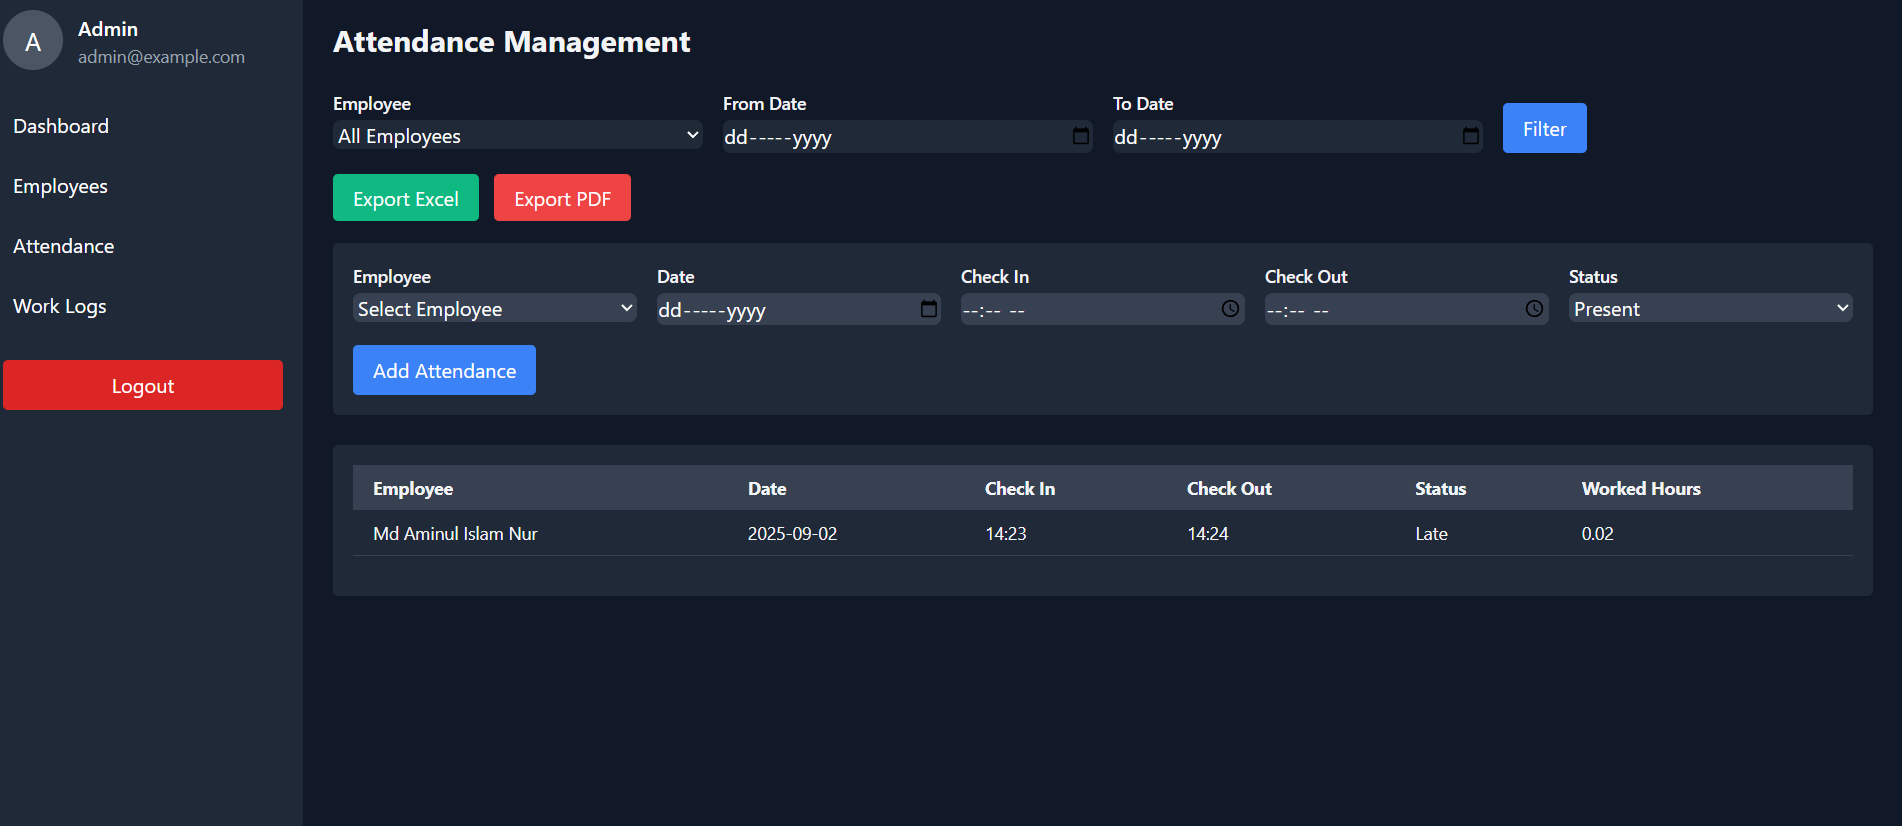 A
Admin
admin@example.com
Dashboard
Employees
Attendance
Work Logs
Logout
Attendance Management
Employee From Date To Date
All Employees dd-----yyyy dd-----yyyy Filter
Export Excel Export PDF
Employee Date Check In Check Out Status
Select Employee dd-----yyyy --:-- -- --:-- -- Present
Add Attendance
Employee Date Check In Check Out Status Worked Hours
Md Aminul Islam Nur 2025-09-02 14:23 14:24 Late 0.02